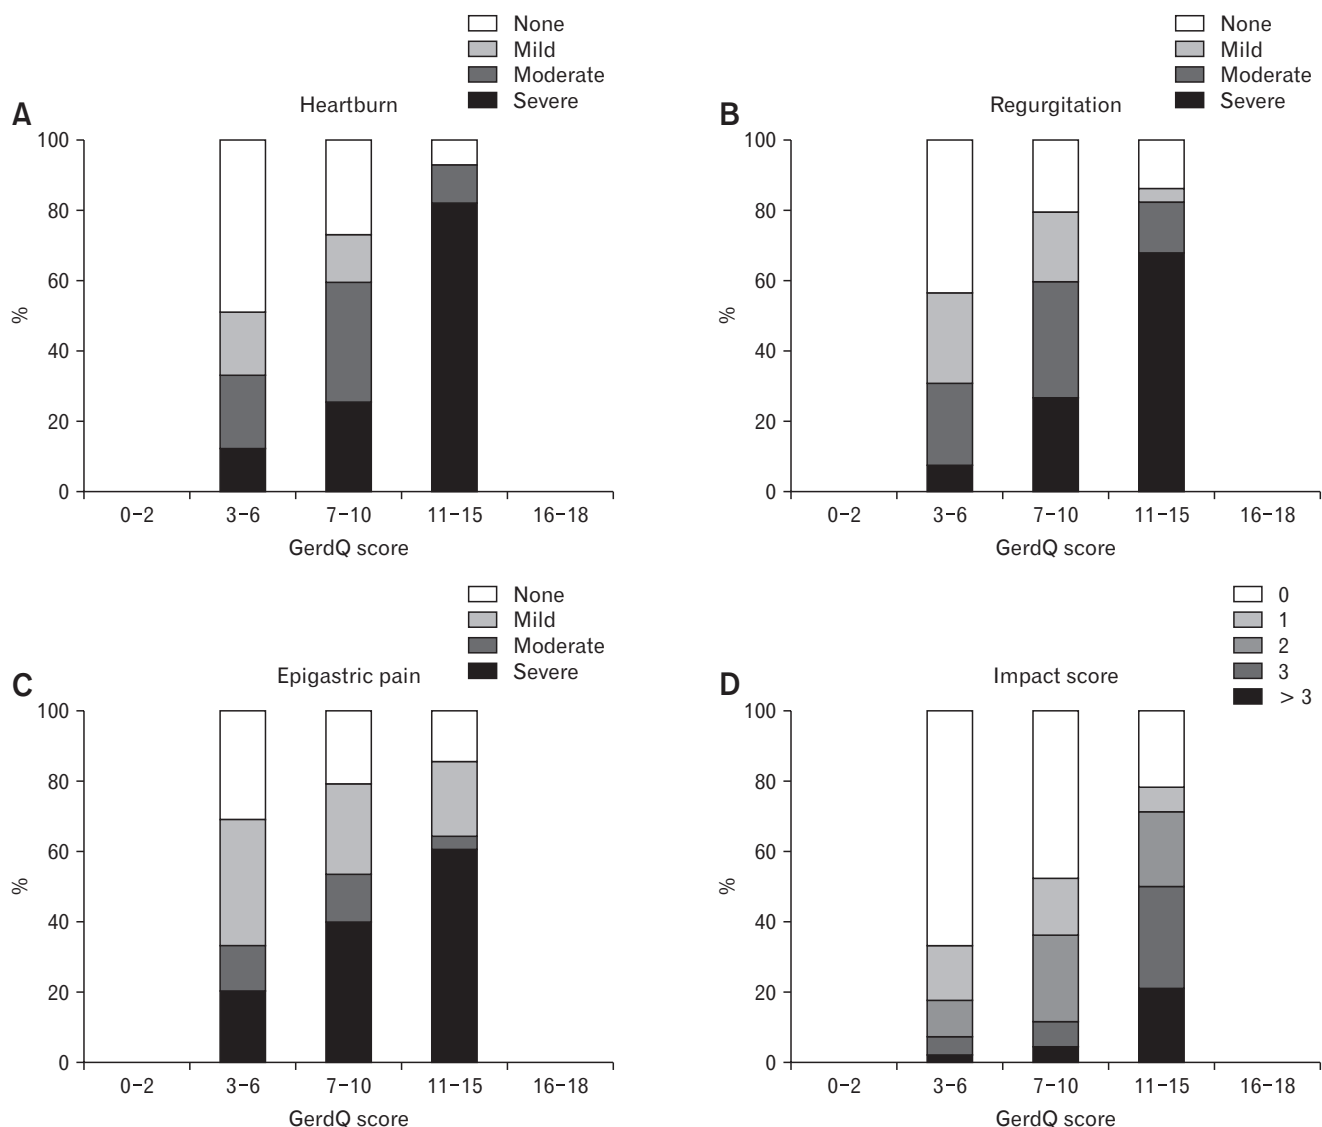 None
Mild
Moderate
Severe
A
Heartburn
100
80
60
40
20
0
%
0–2 3–6 7–10 11–15 16–18
GerdQ score
None
Mild
Moderate
Severe
B
Regurgitation
100
80
60
40
20
0
%
0–2 3–6 7–10 11–15 16–18
GerdQ score
None
Mild
Moderate
Severe
C
Epigastric pain
100
80
60
40
20
0
%
0–2 3–6 7–10 11–15 16–18
GerdQ score
0
1
2
3
> 3
D
Impact score
100
80
60
40
20
0
%
0–2 3–6 7–10 11–15 16–18
GerdQ score